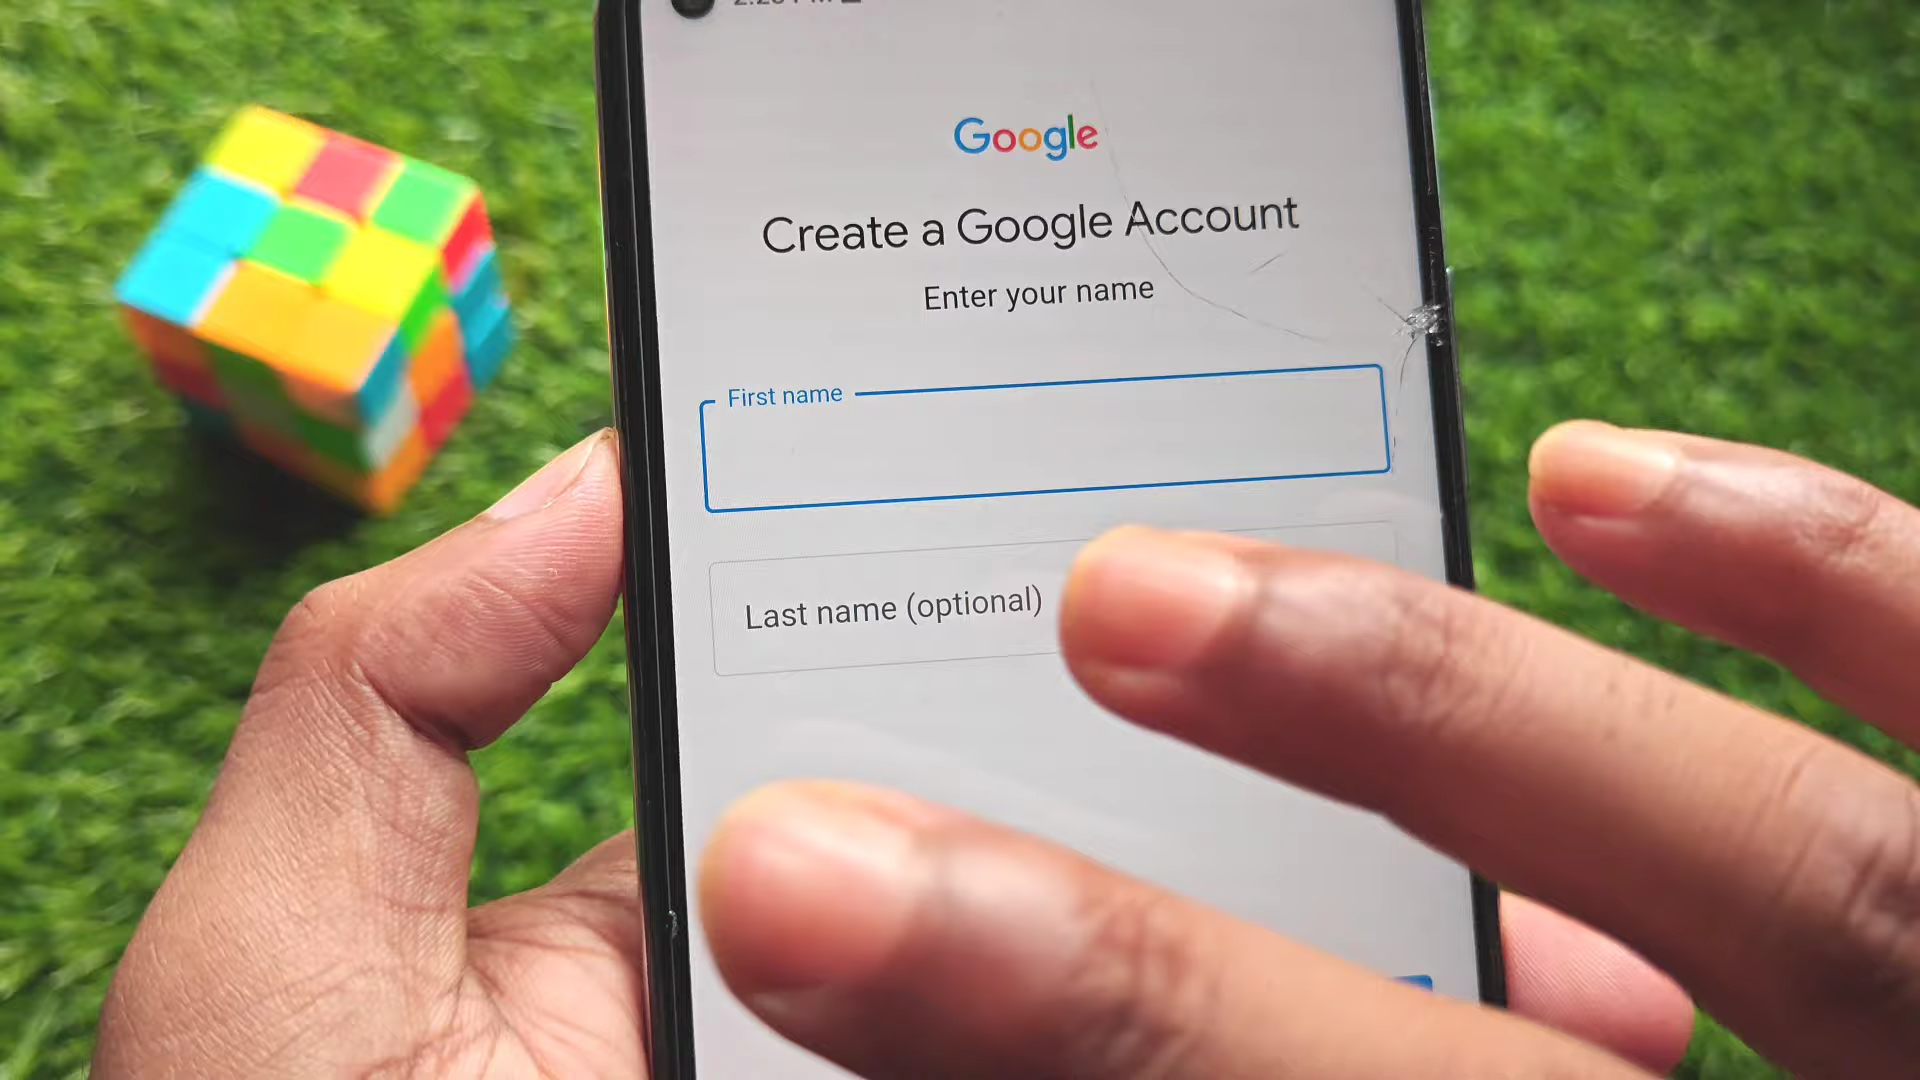 Google
Create a Google Account
Enter your name
First name
Last name (optional)